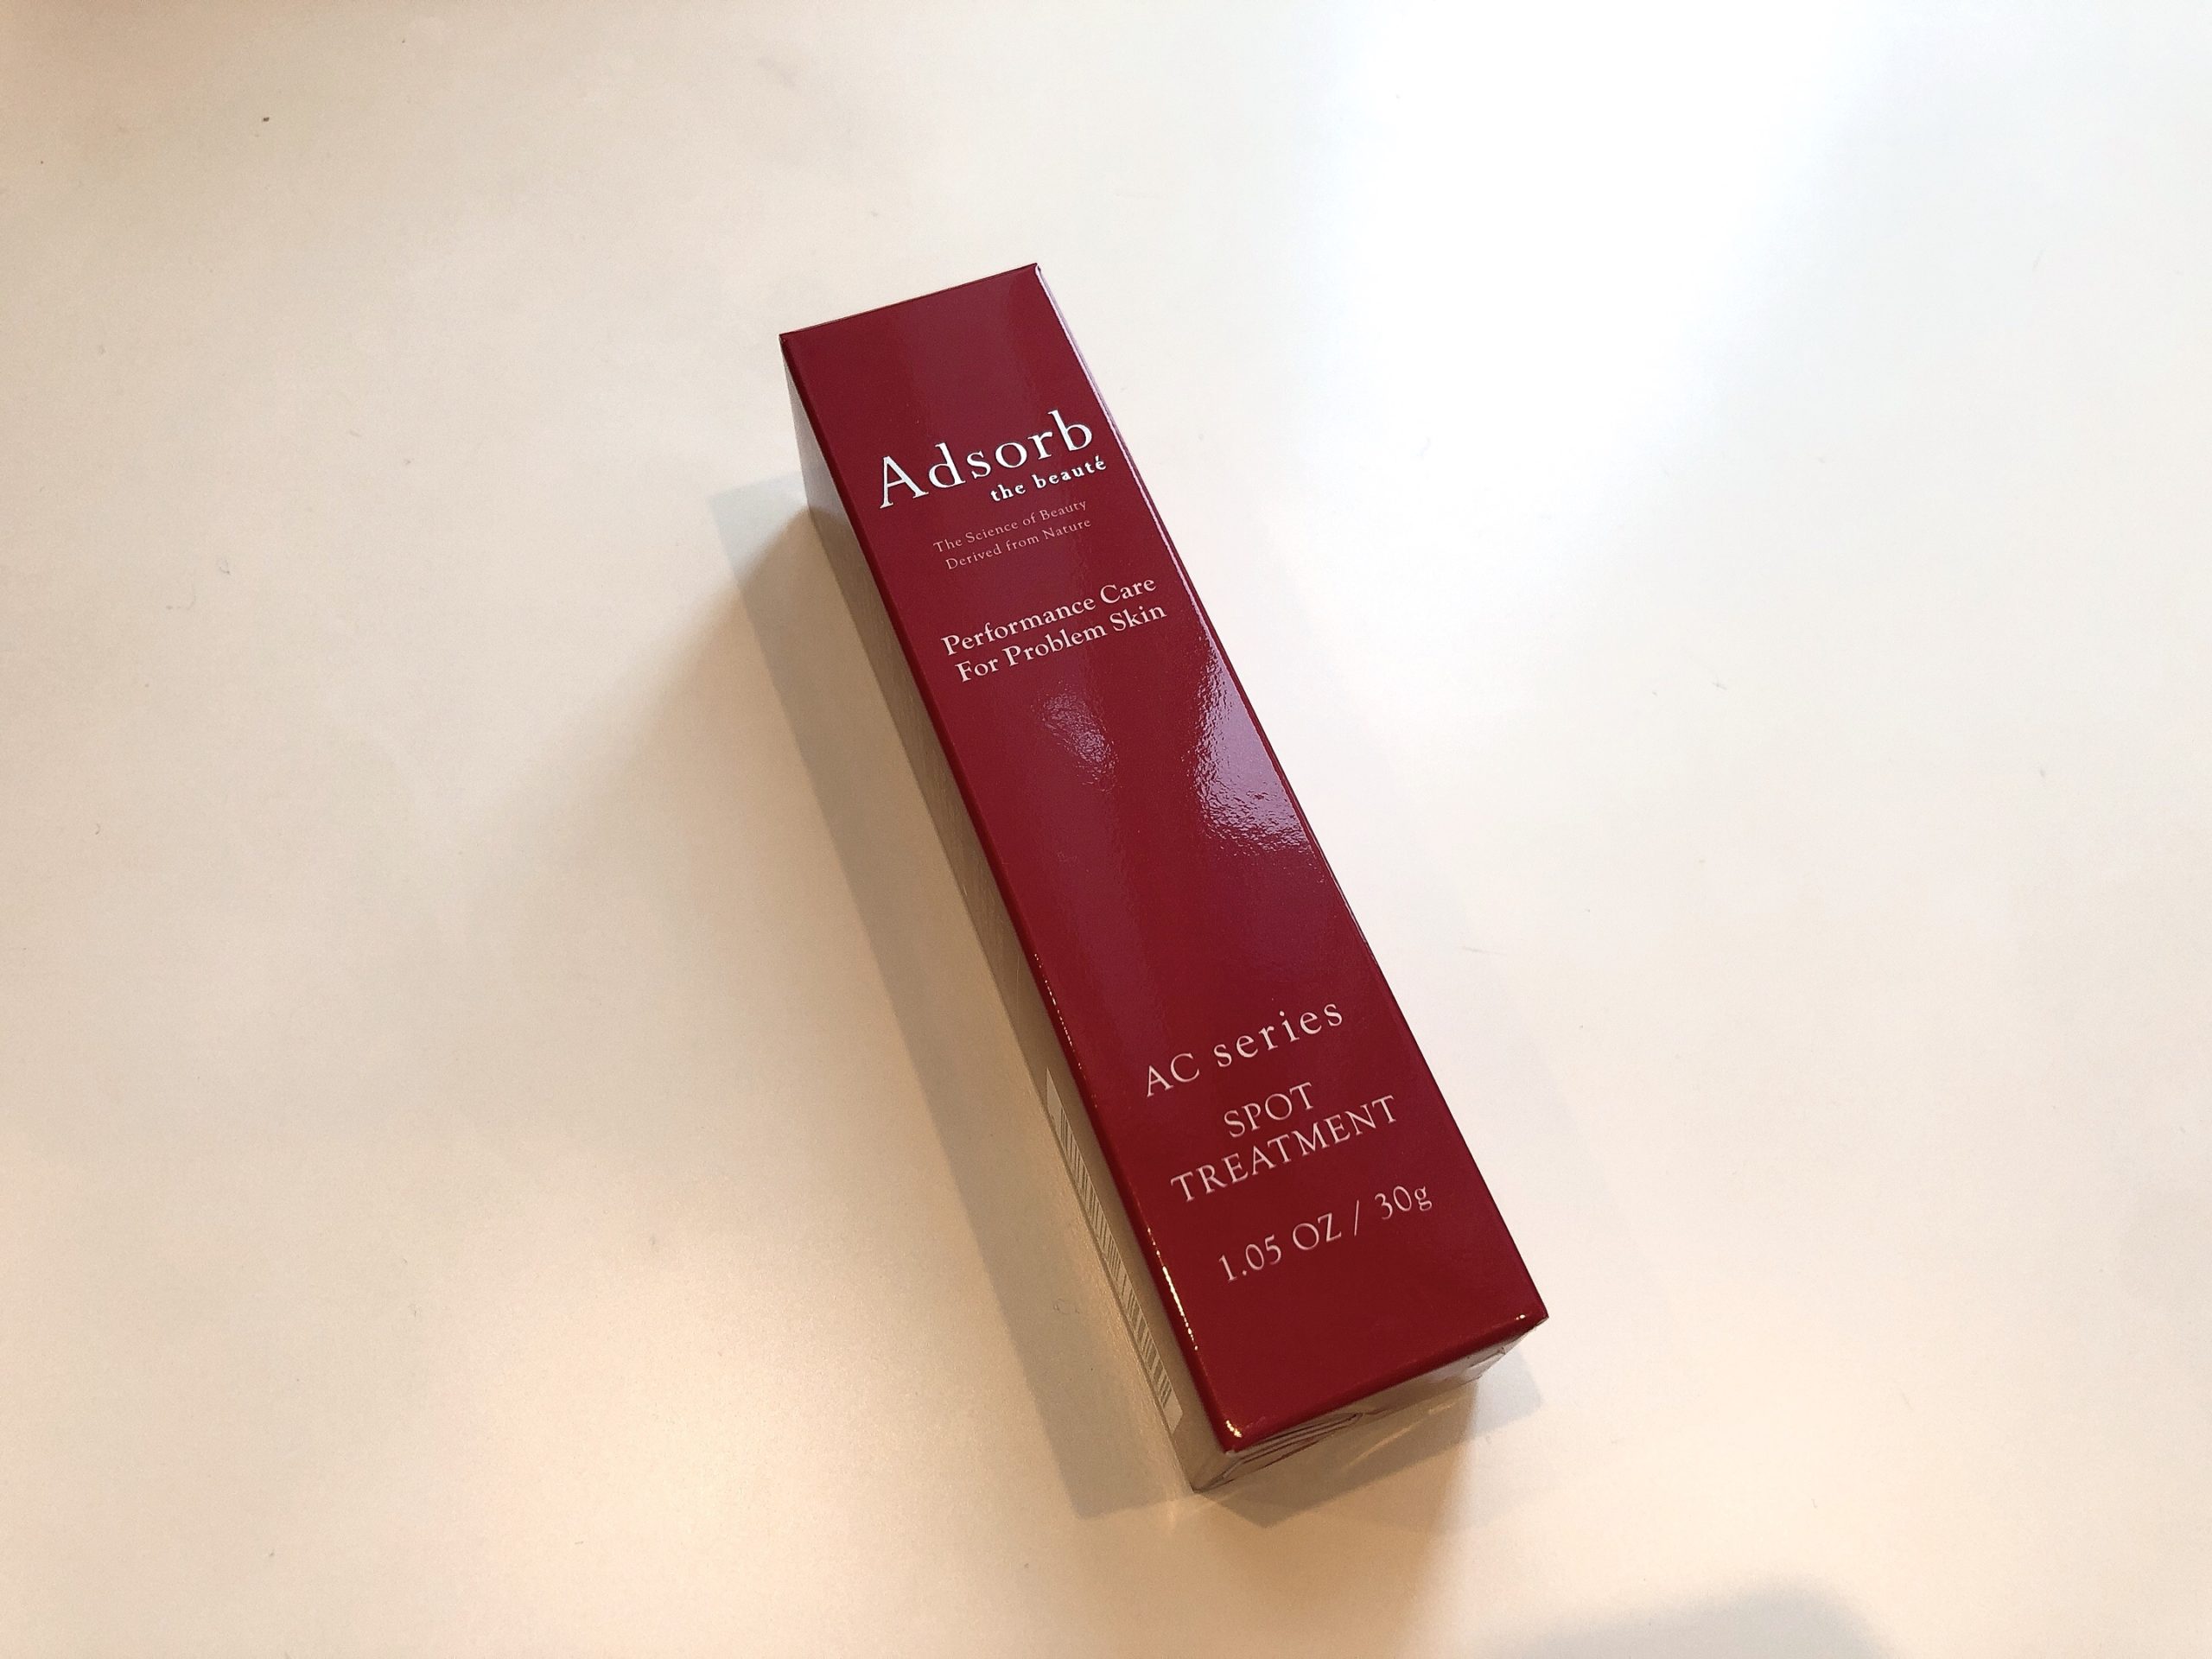 Adsorb
the beauté
The Science of Beauty
Derived from Nature
Performance Care
For Problem Skin
AC series
SPOT
TREATMENT
1.05 OZ / 30g